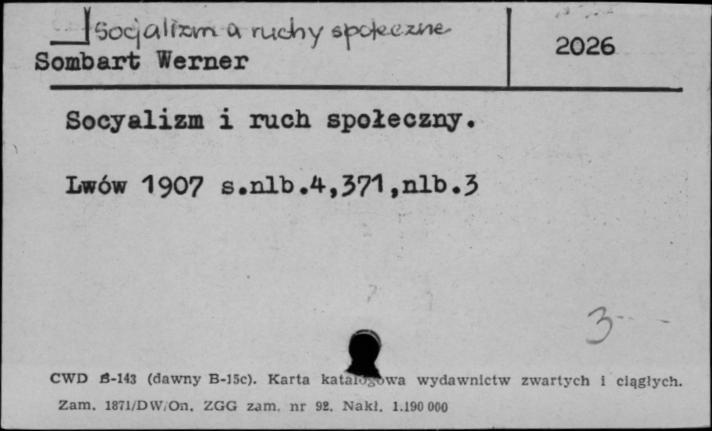 Socjalizm a ruchy społeczne
Sombart Werner
2026
Socyalizm i ruch społeczny.
Lwów 1907 s.nlb.4,371,nlb.3
3
CWD B-143 (dawny B-15c). Karta katalogowa wydawnictw zwartych i ciągłych.
Zam. 1871/DW/On. ZGG zam. nr 92. Nakł. 1.190 000